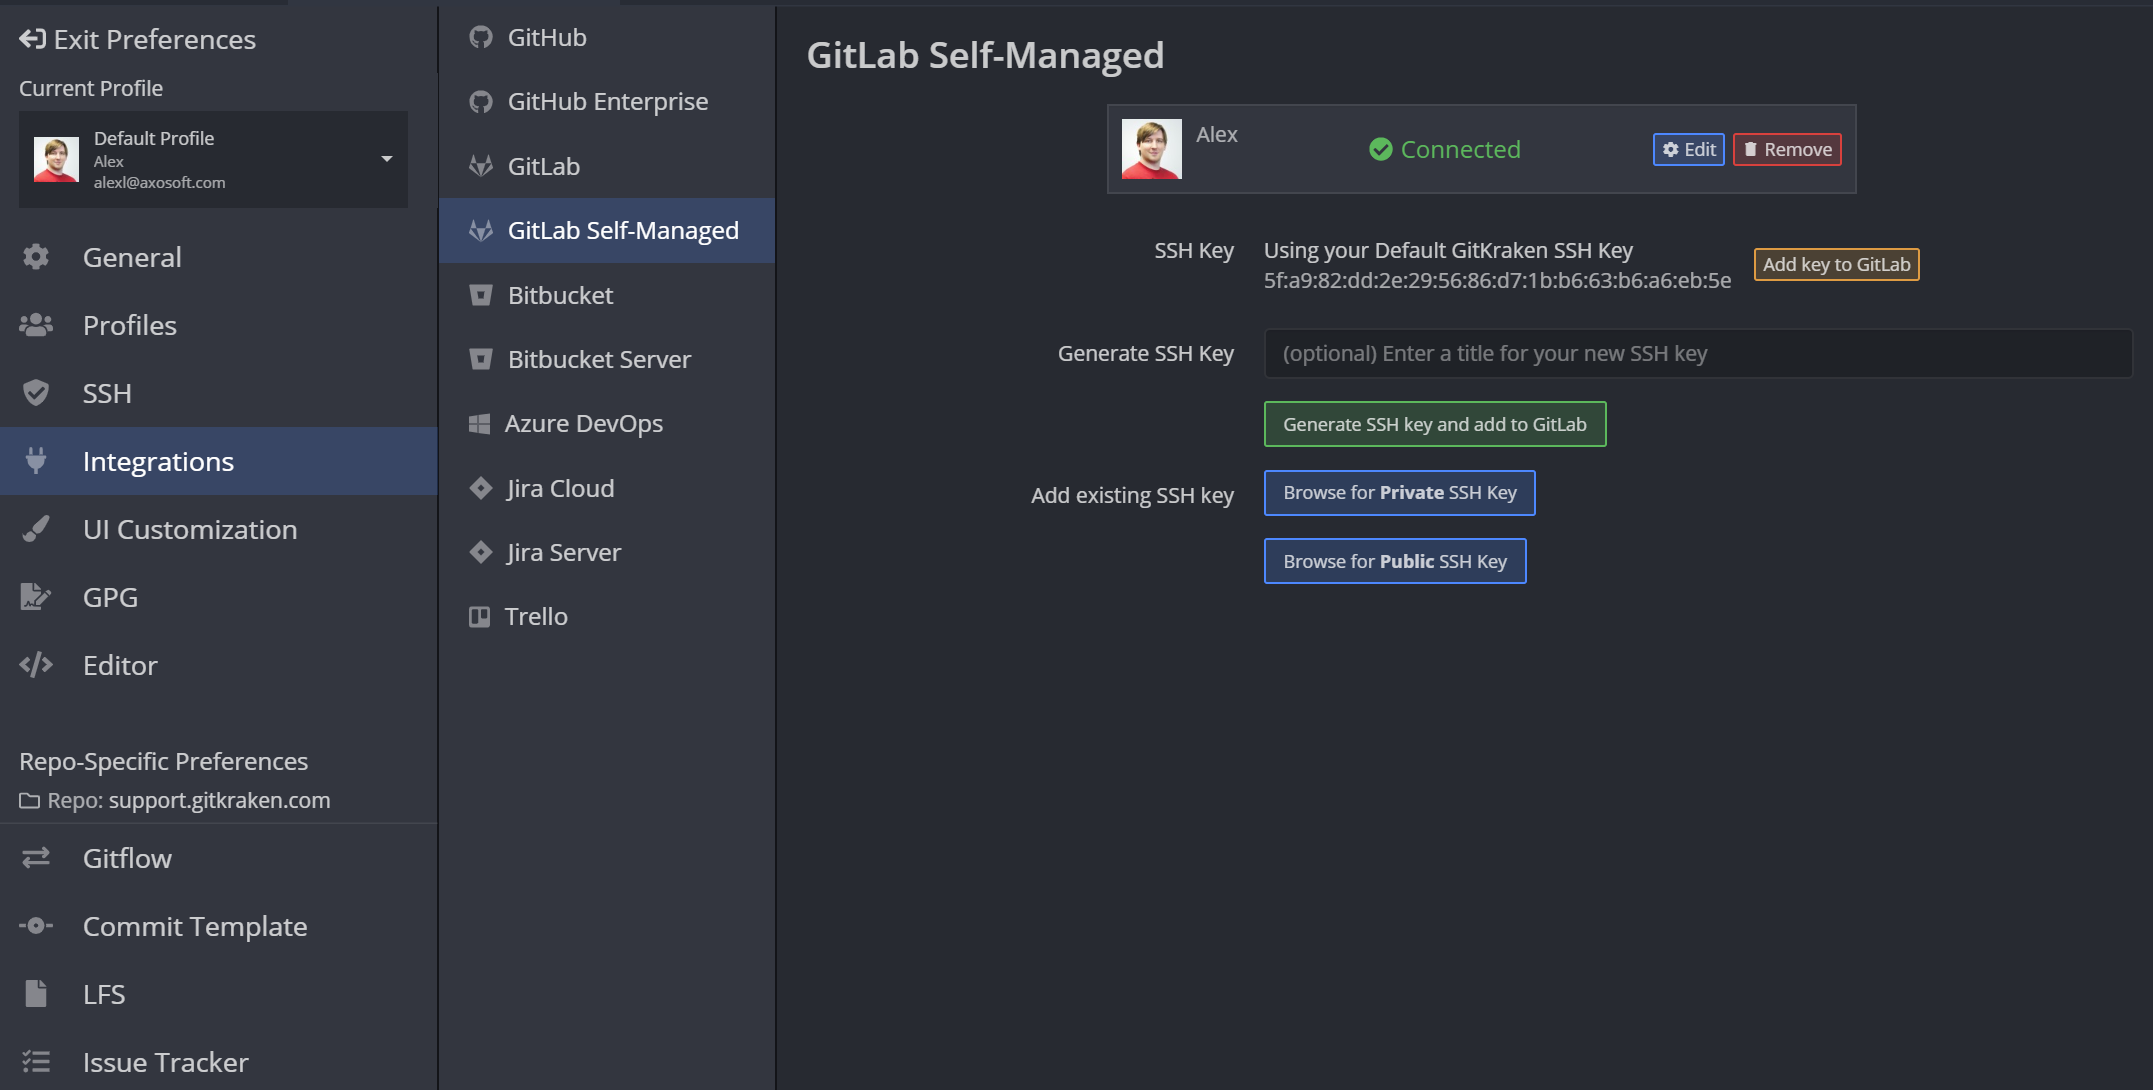 Exit Preferences
Current Profile
Default Profile
Alex
alexl@axosoft.com
General
Profiles
SSH
Integrations
UI Customization
GPG
Editor
Repo-Specific Preferences
Repo: support.gitkraken.com
Gitflow
Commit Template
LFS
Issue Tracker
GitHub
GitHub Enterprise
GitLab
GitLab Self-Managed
Bitbucket
Bitbucket Server
Azure DevOps
Jira Cloud
Jira Server
Trello
GitLab Self-Managed
Alex Connected Edit Remove
SSH Key Using your Default GitKraken SSH Key
5f:a9:82:dd:2e:29:56:86:d7:1b:b6:63:b6:a6:eb:5e
Add key to GitLab
Generate SSH Key (optional) Enter a title for your new SSH key
Generate SSH key and add to GitLab
Add existing SSH key Browse for Private SSH Key
Browse for Public SSH Key